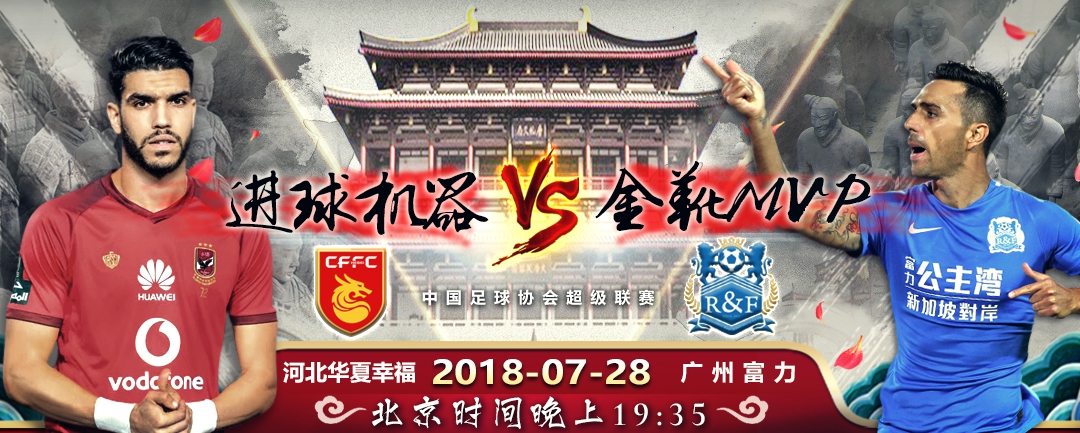 进球机器 VS 金靴MVP
CFFC
R&F
中国足球协会超级联赛
河北华夏幸福 2018-07-28 广州富力
北京时间晚上19:35
HUAWEI
vodafone
富力
公主湾
新加坡對岸
R&F